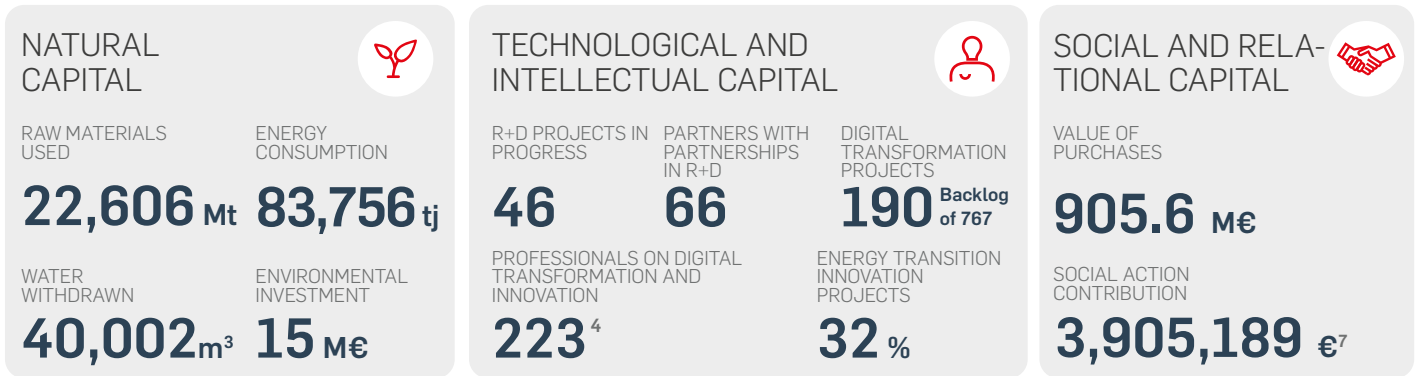 NATURAL
CAPITAL
RAW MATERIALS
USED
22,606 Mt
ENERGY
CONSUMPTION
83,756 tj
WATER
WITHDRAWN
40,002m³
ENVIRONMENTAL
INVESTMENT
15 M€
TECHNOLOGICAL AND
INTELLECTUAL CAPITAL
R+D PROJECTS IN
PROGRESS
46
PARTNERS WITH
PARTNERSHIPS
IN R+D
66
DIGITAL
TRANSFORMATION
PROJECTS
190 Backlog
of 767
PROFESSIONALS ON DIGITAL
TRANSFORMATION AND
INNOVATION
223⁴
ENERGY TRANSITION
INNOVATION
PROJECTS
32 %
SOCIAL AND RELA-
TIONAL CAPITAL
VALUE OF
PURCHASES
905.6 M€
SOCIAL ACTION
CONTRIBUTION
3,905,189 €⁷